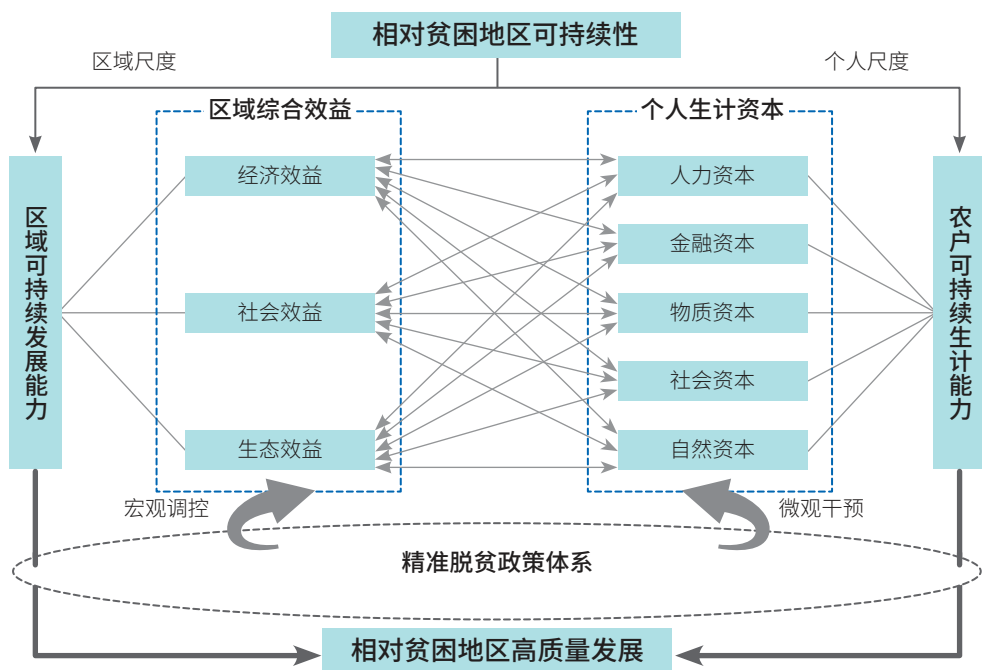 相对贫困地区可持续性
区域尺度
个人尺度
区域综合效益
个人生计资本
区域可持续发展能力
经济效益
社会效益
生态效益
人力资本
金融资本
物质资本
社会资本
自然资本
农户可持续生计能力
宏观调控
微观干预
精准脱贫政策体系
相对贫困地区高质量发展